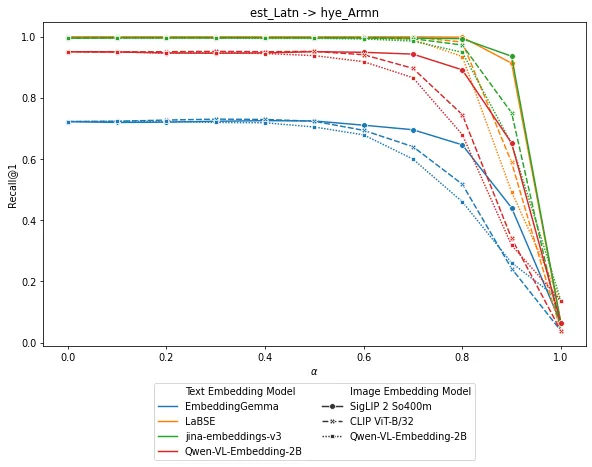 est_Latn -> hye_Armn
Recall@1
1.0
0.8
0.6
0.4
0.2
0.0
0.0 0.2 0.4 0.6 0.8 1.0
α
Text Embedding Model
EmbeddingGemma
LaBSE
jina-embeddings-v3
Qwen-VL-Embedding-2B
Image Embedding Model
SigLIP 2 So400m
CLIP ViT-B/32
Qwen-VL-Embedding-2B